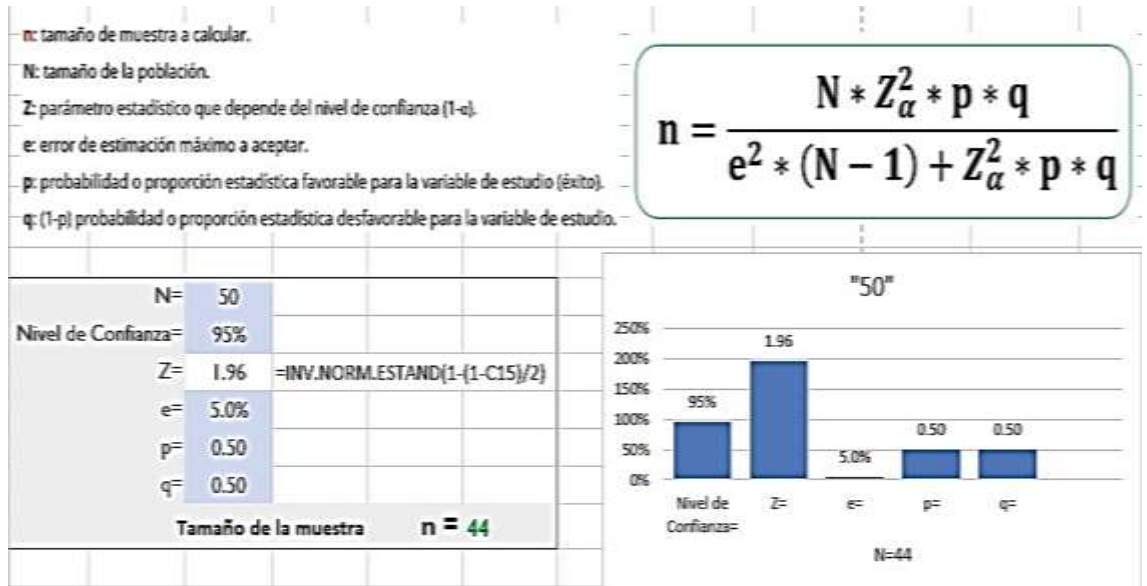 n: tamaño de muestra a calcular.
N: tamaño de la población.
Z: parámetro estadístico que depende del nivel de confianza (1-α).
e: error de estimación máximo a aceptar.
p: probabilidad o proporción estadística favorable para la variable de estudio (éxito).
q: (1-p) probabilidad o proporción estadística desfavorable para la variable de estudio.
n = N * Z²α * p * q / e² * (N − 1) + Z²α * p * q
N= 50
Nivel de Confianza= 95%
Z= 1.96 =INV.NORM.ESTAND(1-(1-C15)/2)
e= 5.0%
p= 0.50
q= 0.50
Tamaño de la muestra n = 44
"50"
250%
200%
150%
100%
50%
0%
95%
1.96
5.0%
0.50
0.50
Nivel de Confianza=
Z=
e=
p=
q=
N=44